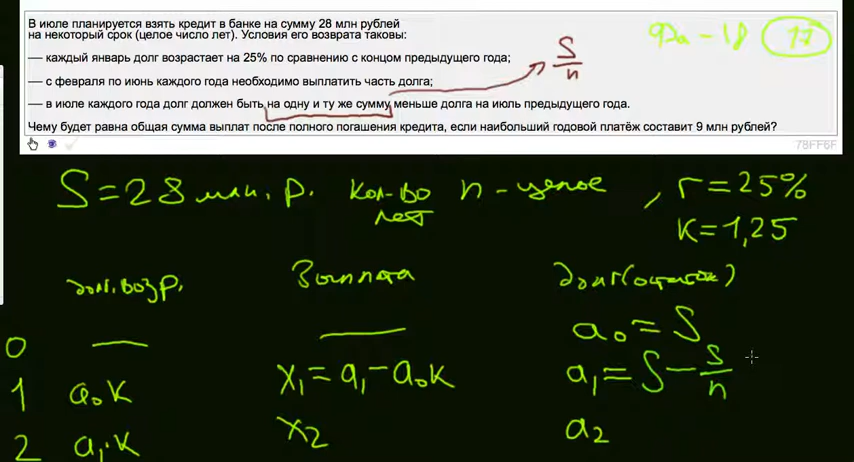 В июле планируется взять кредит в банке на сумму 28 млн рублей
на некоторый срок (целое число лет). Условия его возврата таковы:
— каждый январь долг возрастает на 25% по сравнению с концом предыдущего года;
— с февраля по июнь каждого года необходимо выплатить часть долга;
— в июле каждого года долг должен быть на одну и ту же сумму меньше долга на июль предыдущего года.
Чему будет равна общая сумма выплат после полного погашения кредита, если наибольший годовой платёж составит 9 млн рублей?
78FF6F
S/n
- 18 17
S = 28 млн. р. кол-во лет n - целое , r = 25%
k = 1,25
долг. возр. Выплата долг (остаток)
0 — — a₀ = S
1 a₀k x₁ = a₁ - a₀k a₁ = S - S/n
2 a₁·k x₂ a₂